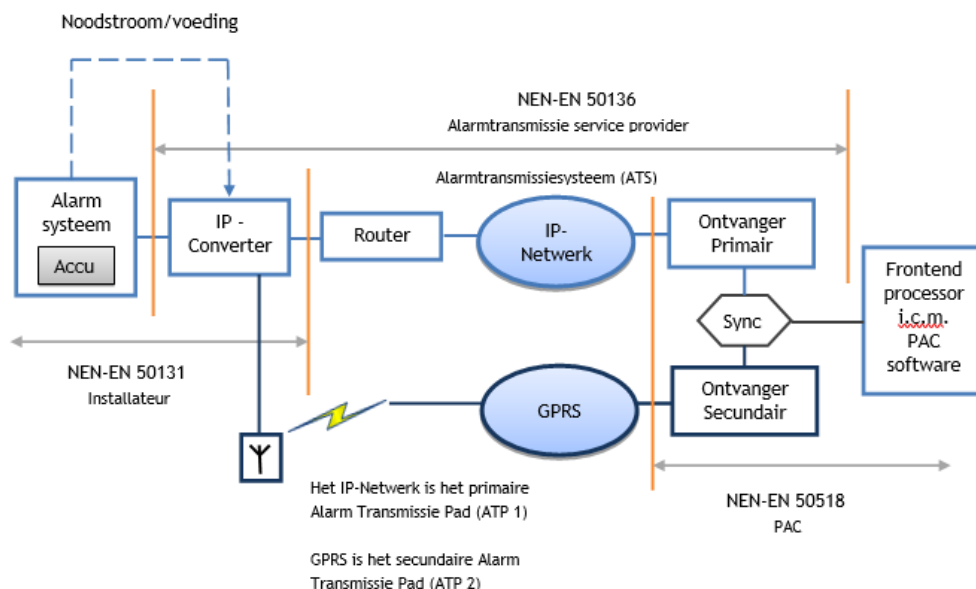 Noodstroom/voeding
NEN-EN 50136
Alarmtransmissie service provider
Alarmtransmissiesysteem (ATS)
Alarm
systeem
Accu
IP -
Converter
Router
IP-
Netwerk
Ontvanger
Primair
Sync
Frontend
processor
i.c.m.
PAC
software
NEN-EN 50131
Installateur
GPRS
Ontvanger
Secundair
Het IP-Netwerk is het primaire
Alarm Transmissie Pad (ATP 1)
GPRS is het secundaire Alarm
Transmissie Pad (ATP 2)
NEN-EN 50518
PAC